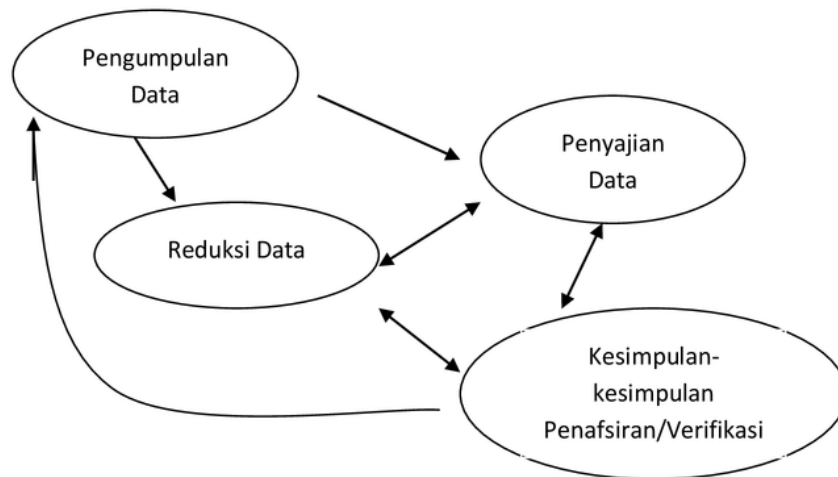 Pengumpulan
Data
Penyajian
Data
Reduksi Data
Kesimpulan-
kesimpulan
Penafsiran/Verifikasi